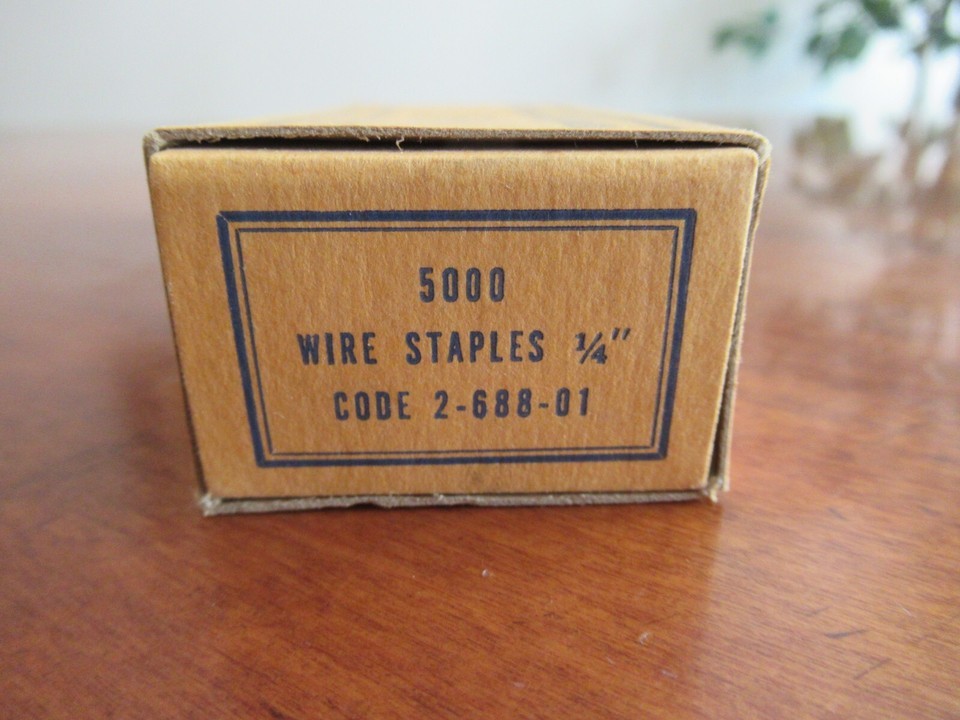 5000
WIRE STAPLES ¼"
CODE 2-688-01